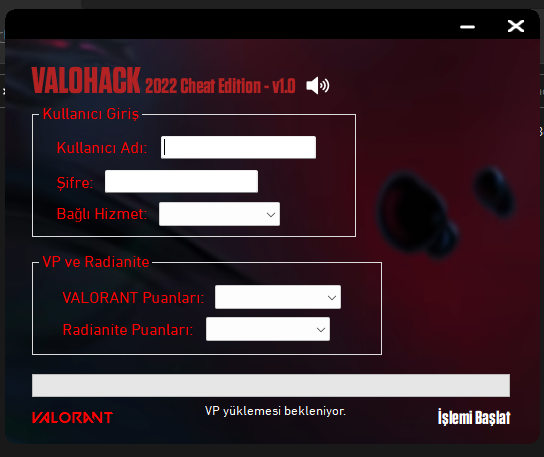 VALOHACK 2022 Cheat Edition - v1.0
Kullanıcı Giriş
Kullanıcı Adı:
Şifre:
Bağlı Hizmet:
VP ve Radianite
VALORANT Puanları:
Radianite Puanları:
VP yüklemesi bekleniyor.
VALORANT
İşlemi Başlat